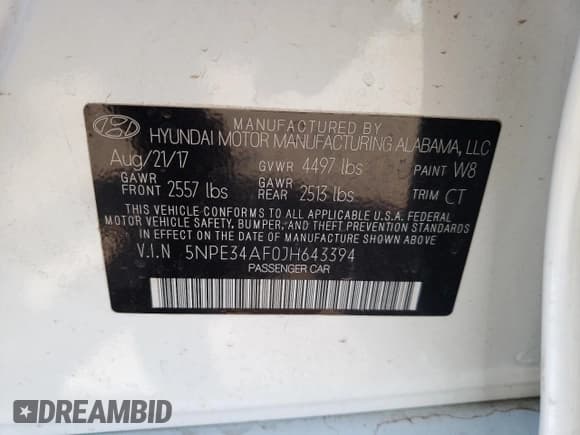 MANUFACTURED BY
HYUNDAI MOTOR MANUFACTURING ALABAMA, LLC
Aug/21/17 GVWR 4497 lbs PAINT W8
GAWR FRONT 2557 lbs GAWR REAR 2513 lbs TRIM CT
THIS VEHICLE CONFORMS TO ALL APPLICABLE U.S.A. FEDERAL
MOTOR VEHICLE SAFETY, BUMPER, AND THEFT PREVENTION STANDARDS
IN EFFECT ON THE DATE OF MANUFACTURE SHOWN ABOVE.
V.I.N 5NPE34AF0JH643394
PASSENGER CAR
#DREAMBID